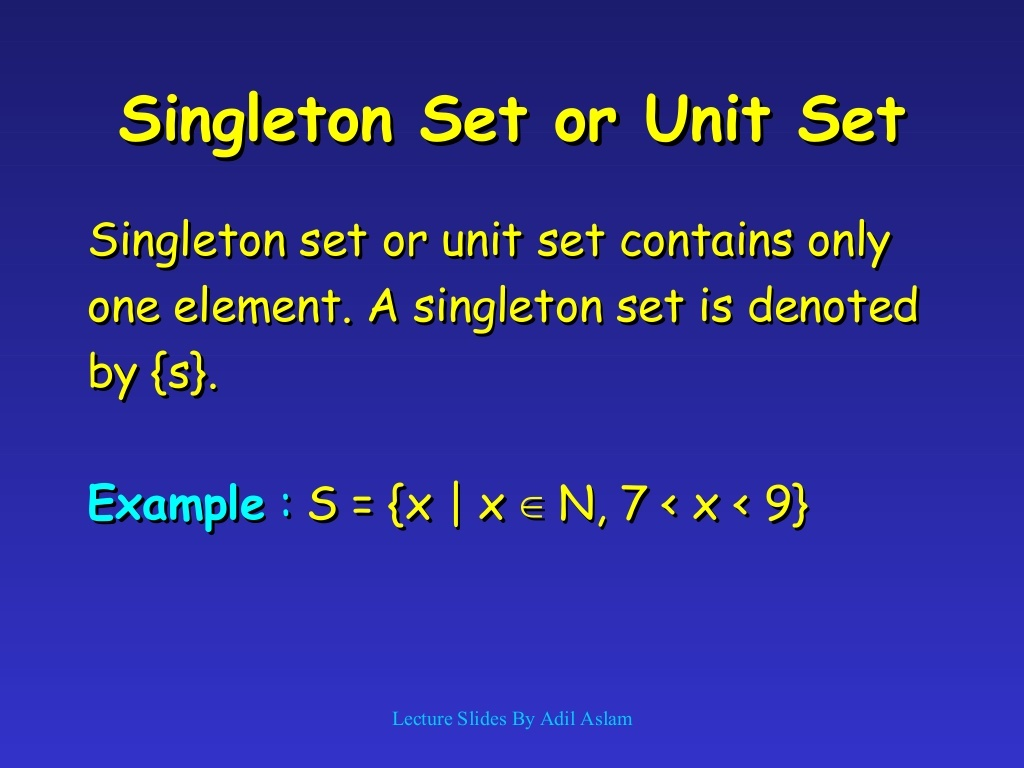 Singleton Set or Unit Set
Singleton set or unit set contains only
one element. A singleton set is denoted
by {s}.
Example : S = {x | x ∈ N, 7 < x < 9}
Lecture Slides By Adil Aslam